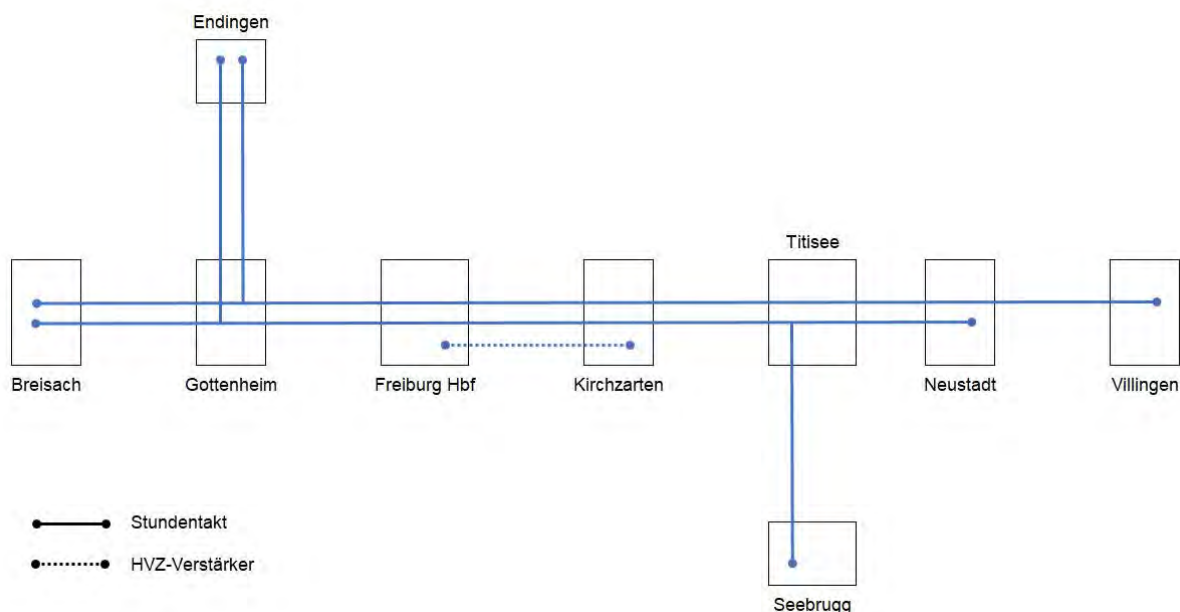 Endingen
Titisee
Breisach
Gottenheim
Freiburg Hbf
Kirchzarten
Neustadt
Villingen
Stundentakt
HVZ-Verstärker
Seebrugg